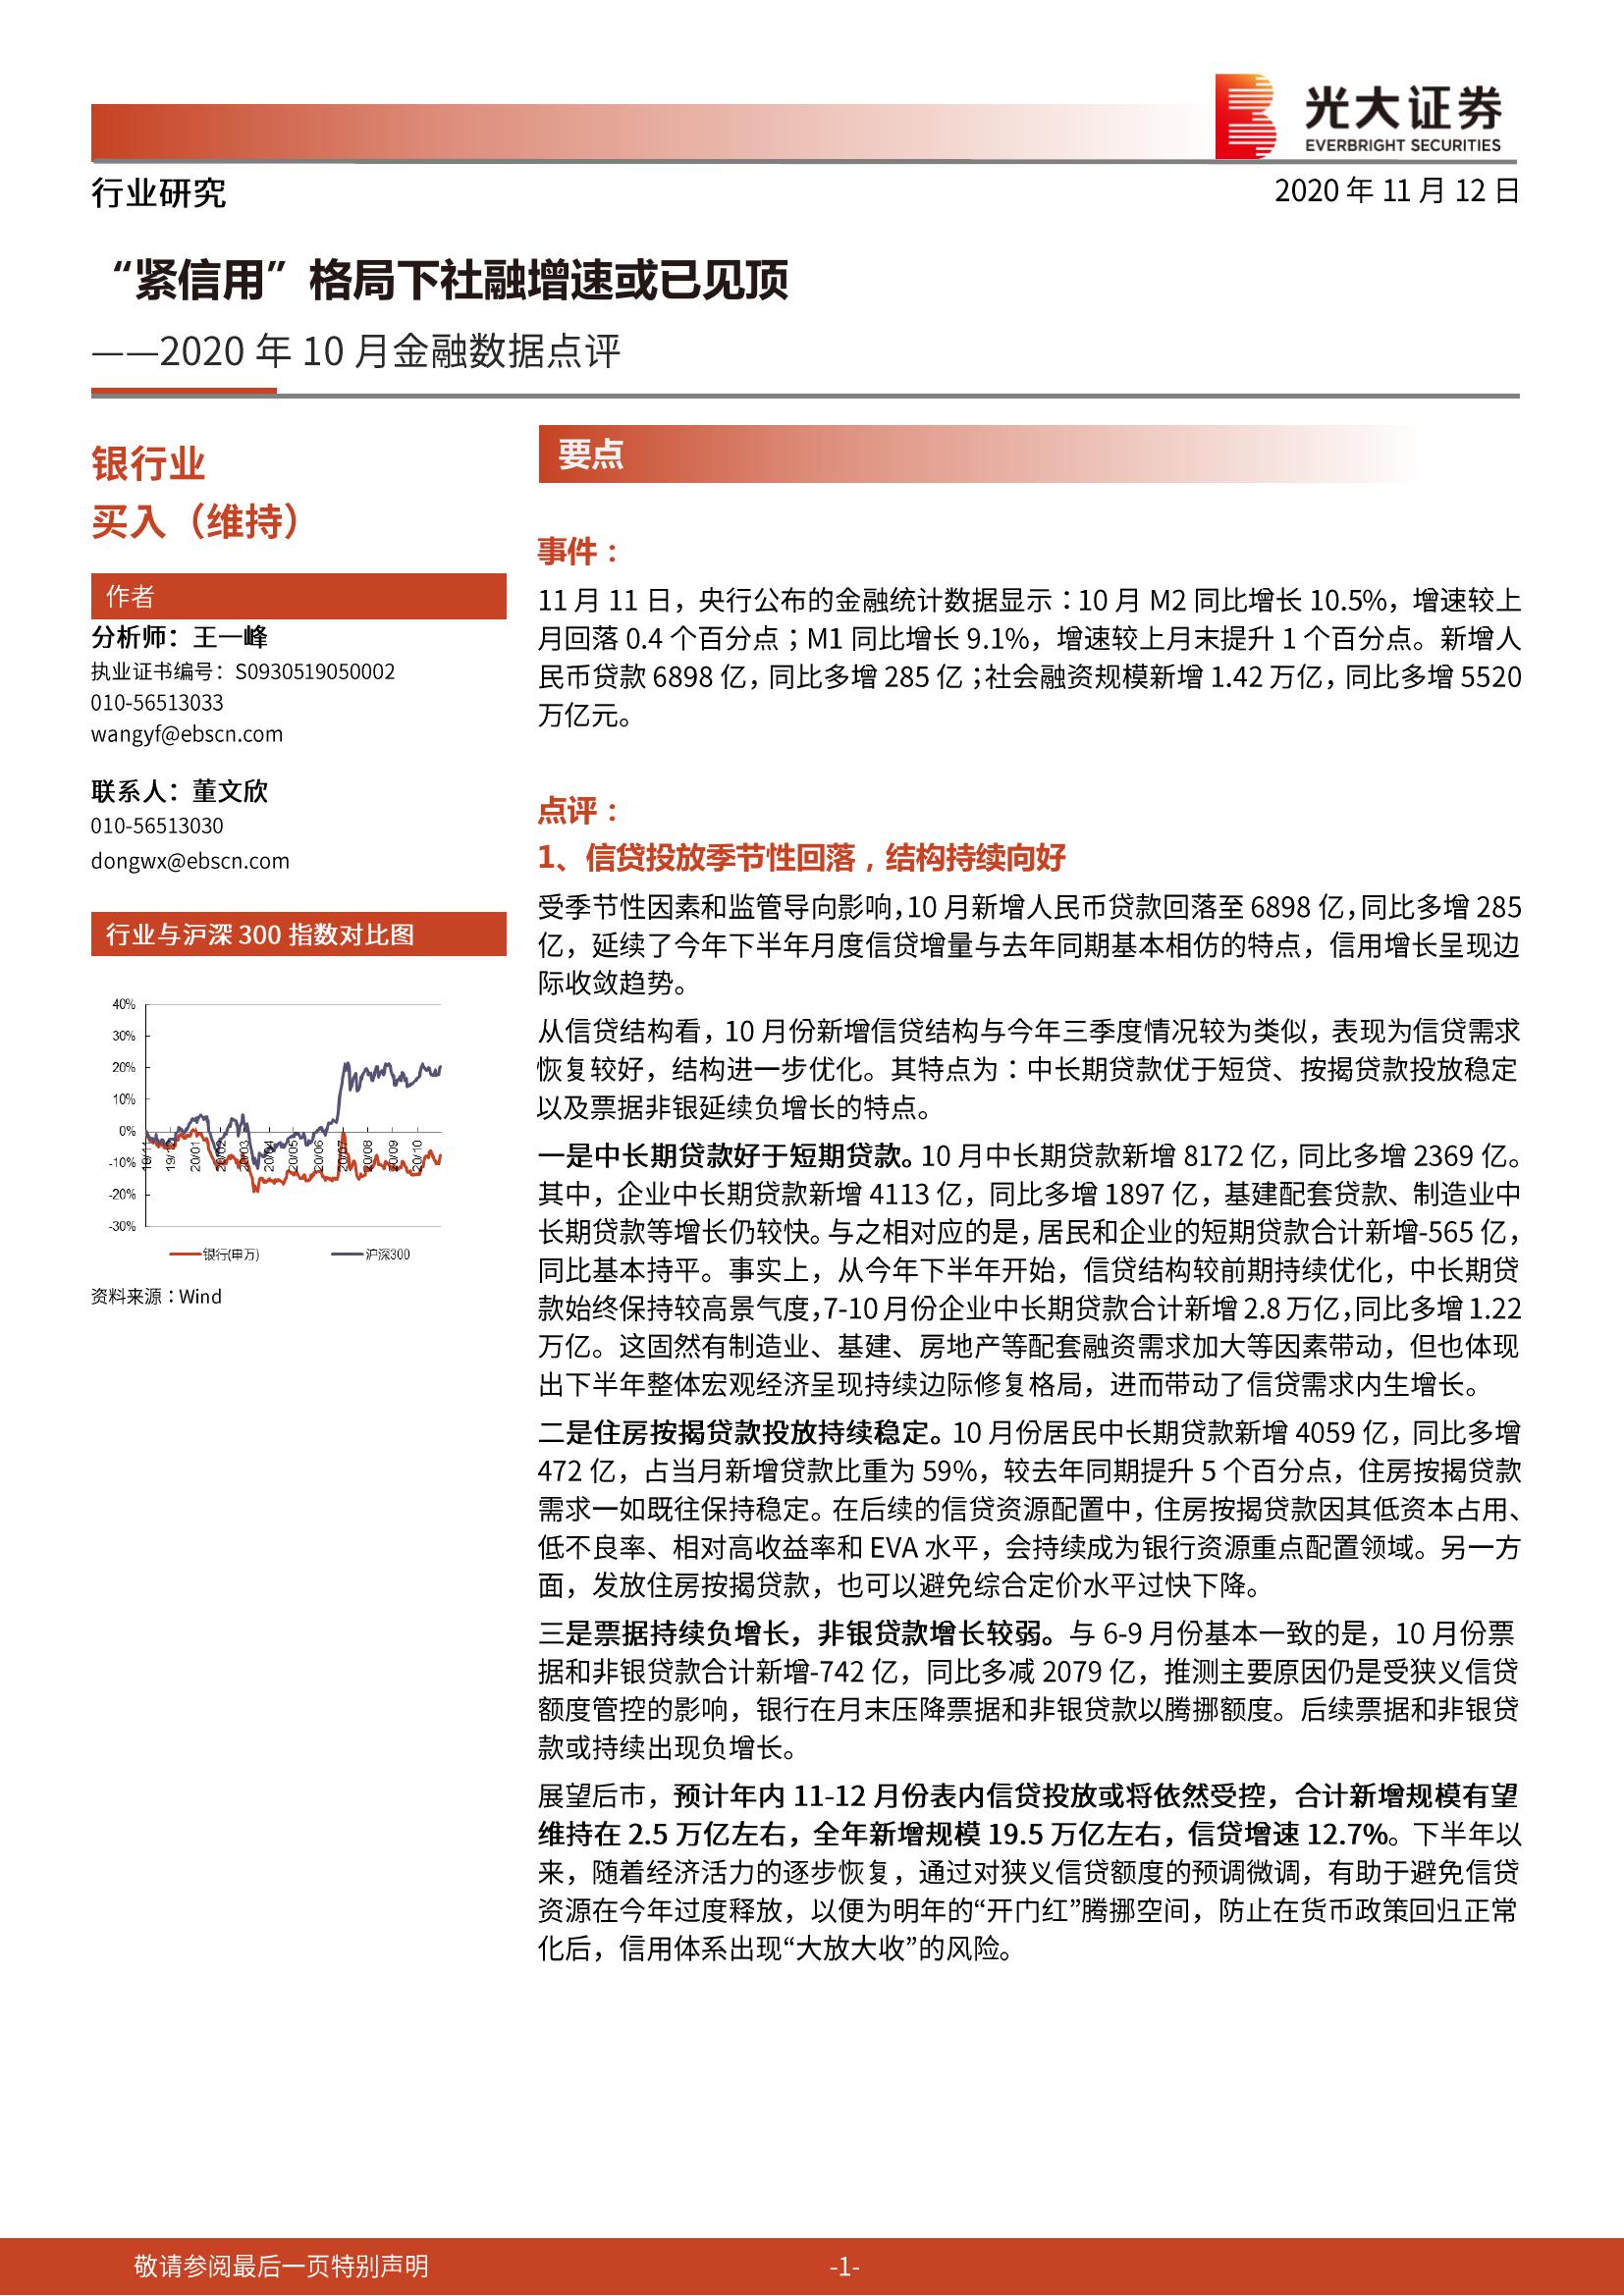 光大证券
EVERBRIGHT SECURITIES
行业研究
2020 年 11 月 12 日
“紧信用”格局下社融增速或已见顶
——2020 年 10 月金融数据点评
银行业
买入（维持）
作者
分析师：王一峰
执业证书编号：S0930519050002
010-56513033
wangyf@ebscn.com
联系人：董文欣
010-56513030
dongwx@ebscn.com
行业与沪深 300 指数对比图
40%
30%
20%
10%
0%
-10%
-20%
-30%
19/11
19/12
20/01
20/02
20/03
20/04
20/05
20/06
20/07
20/08
20/09
20/10
银行(申万)
沪深300
资料来源：Wind
要点
事件：
11 月 11 日，央行公布的金融统计数据显示：10 月 M2 同比增长 10.5%，增速较上
月回落 0.4 个百分点；M1 同比增长 9.1%，增速较上月末提升 1 个百分点。新增人
民币贷款 6898 亿，同比多增 285 亿；社会融资规模新增 1.42 万亿，同比多增 5520
万亿元。
点评：
1、信贷投放季节性回落，结构持续向好
受季节性因素和监管导向影响，10 月新增人民币贷款回落至 6898 亿，同比多增 285
亿，延续了今年下半年月度信贷增量与去年同期基本相仿的特点，信用增长呈现边
际收敛趋势。
从信贷结构看，10 月份新增信贷结构与今年三季度情况较为类似，表现为信贷需求
恢复较好，结构进一步优化。其特点为：中长期贷款优于短贷、按揭贷款投放稳定
以及票据非银延续负增长的特点。
一是中长期贷款好于短期贷款。10 月中长期贷款新增 8172 亿，同比多增 2369 亿。
其中，企业中长期贷款新增 4113 亿，同比多增 1897 亿，基建配套贷款、制造业中
长期贷款等增长仍较快。与之相对应的是，居民和企业的短期贷款合计新增-565 亿，
同比基本持平。事实上，从今年下半年开始，信贷结构较前期持续优化，中长期贷
款始终保持较高景气度，7-10 月份企业中长期贷款合计新增 2.8 万亿，同比多增 1.22
万亿。这固然有制造业、基建、房地产等配套融资需求加大等因素带动，但也体现
出下半年整体宏观经济呈现持续边际修复格局，进而带动了信贷需求内生增长。
二是住房按揭贷款投放持续稳定。10 月份居民中长期贷款新增 4059 亿，同比多增
472 亿，占当月新增贷款比重为 59%，较去年同期提升 5 个百分点，住房按揭贷款
需求一如既往保持稳定。在后续的信贷资源配置中，住房按揭贷款因其低资本占用、
低不良率、相对高收益率和 EVA 水平，会持续成为银行资源重点配置领域。另一方
面，发放住房按揭贷款，也可以避免综合定价水平过快下降。
三是票据持续负增长，非银贷款增长较弱。与 6-9 月份基本一致的是，10 月份票
据和非银贷款合计新增-742 亿，同比多减 2079 亿，推测主要原因仍是受狭义信贷
额度管控的影响，银行在月末压降票据和非银贷款以腾挪额度。后续票据和非银贷
款或持续出现负增长。
展望后市，预计年内 11-12 月份表内信贷投放或将依然受控，合计新增规模有望
维持在 2.5 万亿左右，全年新增规模 19.5 万亿左右，信贷增速 12.7%。下半年以
来，随着经济活力的逐步恢复，通过对狭义信贷额度的预调微调，有助于避免信贷
资源在今年过度释放，以便为明年的“开门红”腾挪空间，防止在货币政策回归正常
化后，信用体系出现“大放大收”的风险。
敬请参阅最后一页特别声明
-1-